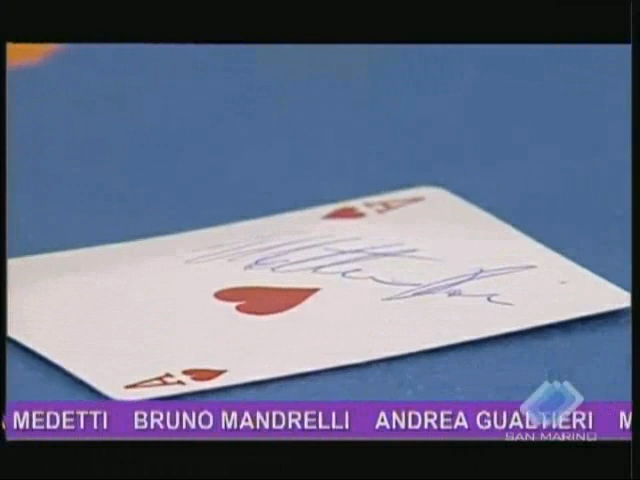 A
A
MEDETTI BRUNO MANDRELLI ANDREA GUALTIERI M
SAN MARINO